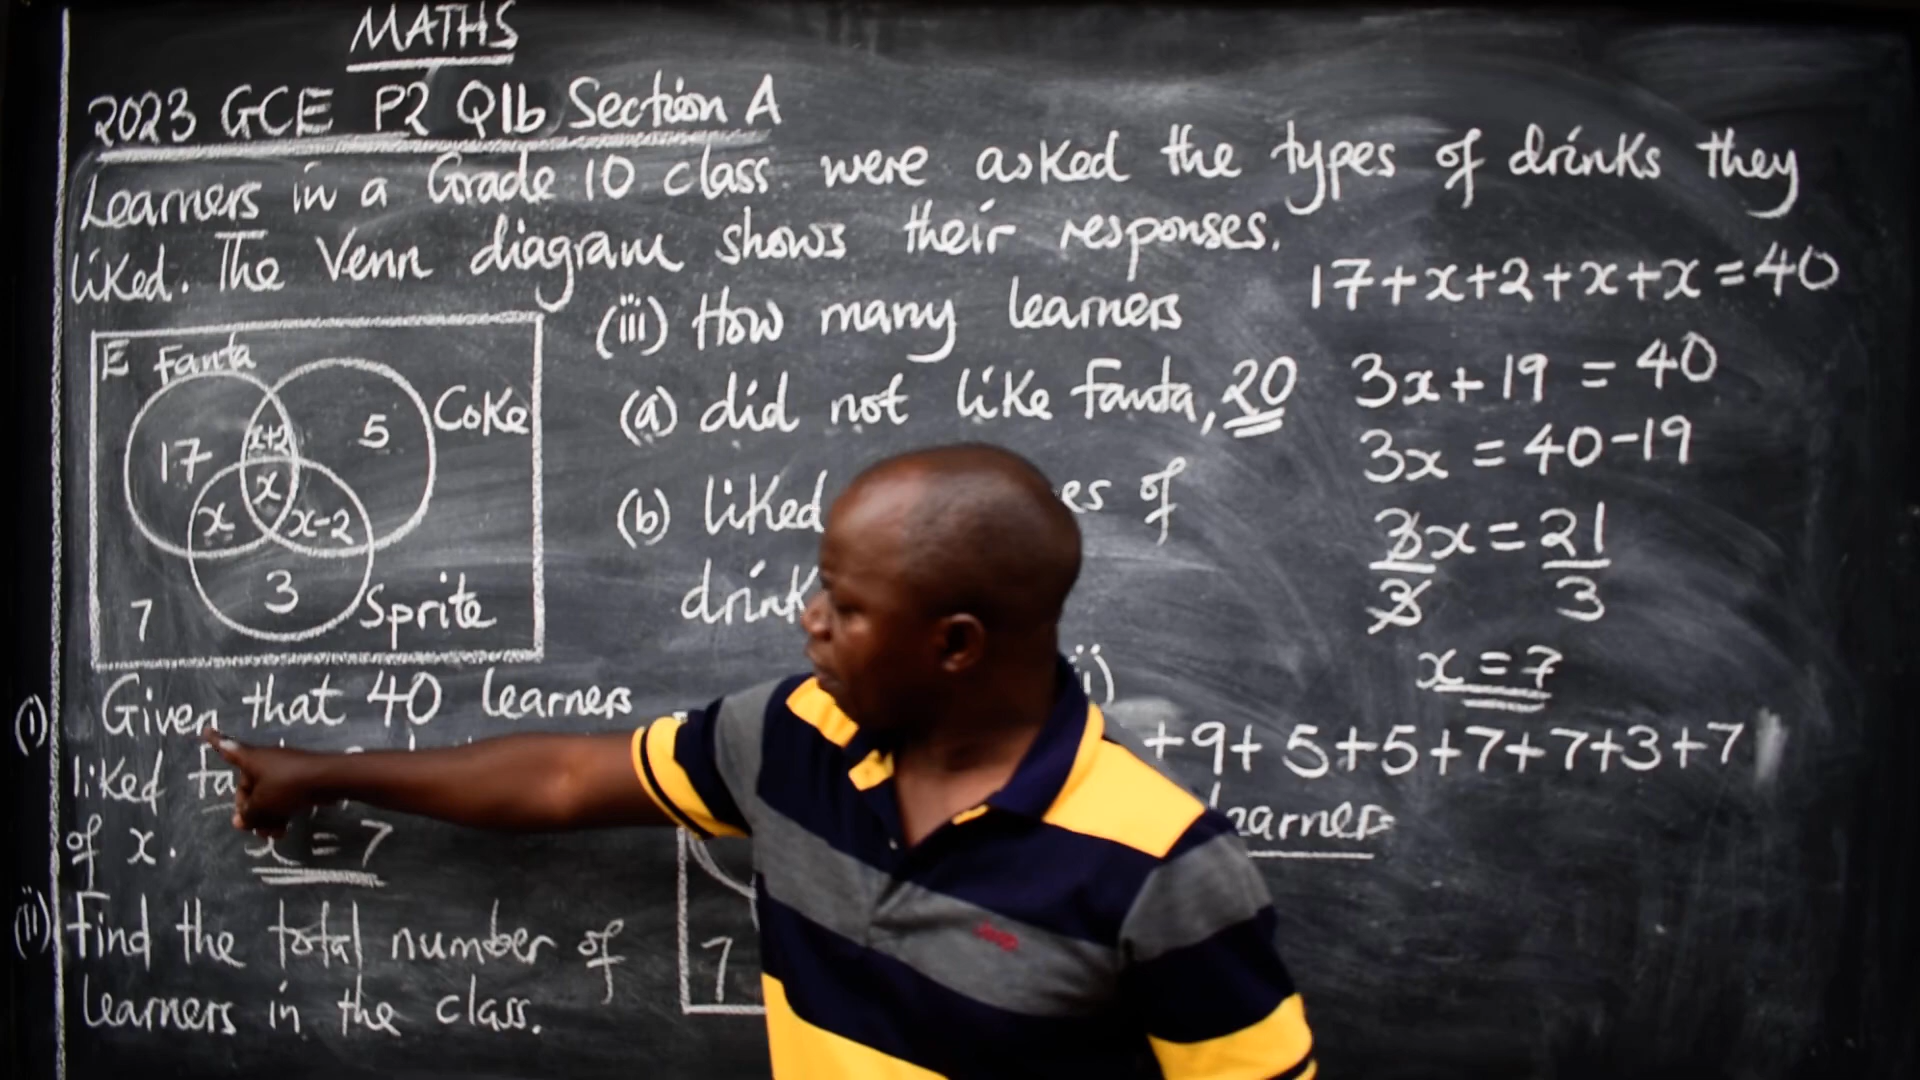 MATHS
2023 GCE P2 Q1b Section A
Learners in a Grade 10 class were asked the types of drinks they
liked. The Venn diagram shows their responses.
E Fanta
Coke
17
x+2
5
x
x
x-2
3
7
Sprite
(i) Given that 40 learners
liked
of x. x = 7
(ii) Find the total number of
learners in the class.
(iii) How many learners
(a) did not like fanta, 20
(b) liked of
7
17+x+2+x+x=40
3x+19 = 40
3x = 40-19
3x = 21
3 3
x = 7
+9+5+5+7+7+3+7